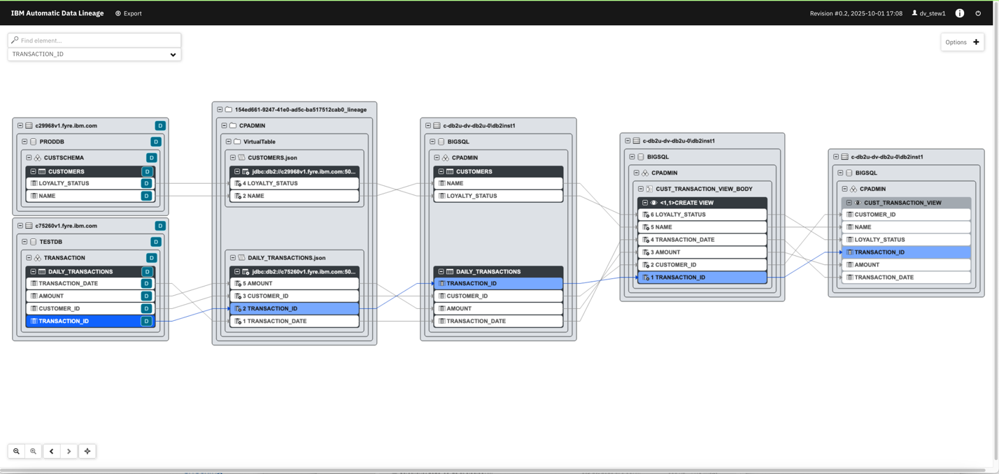 IBM Automatic Data Lineage Export Revision #0.2, 2025-10-01 17:08 dv_stew1
Find element...
TRANSACTION_ID
Options
c29968v1.fyre.ibm.com D
PRODDB D
CUSTSCHEMA D
CUSTOMERS D
LOYALTY_STATUS D
NAME D
c75260v1.fyre.ibm.com D
TESTDB D
TRANSACTION D
DAILY_TRANSACTIONS D
TRANSACTION_DATE D
AMOUNT D
CUSTOMER_ID D
TRANSACTION_ID D
154ed661-9247-41e0-ad5c-ba517512cab0_lineage
CPADMIN
VirtualTable
CUSTOMERS.json
jdbc:db2://c29968v1.fyre.ibm.com:50...
4 LOYALTY_STATUS
2 NAME
DAILY_TRANSACTIONS.json
jdbc:db2://c75260v1.fyre.ibm.com:50...
5 AMOUNT
3 CUSTOMER_ID
2 TRANSACTION_ID
1 TRANSACTION_DATE
c-db2u-dv-db2u-0\db2inst1
BIGSQL
CPADMIN
CUSTOMERS
NAME
LOYALTY_STATUS
DAILY_TRANSACTIONS
TRANSACTION_ID
CUSTOMER_ID
AMOUNT
TRANSACTION_DATE
c-db2u-dv-db2u-0\db2inst1
BIGSQL
CPADMIN
CUST_TRANSACTION_VIEW_BODY
<1,1>CREATE VIEW
6 LOYALTY_STATUS
5 NAME
4 TRANSACTION_DATE
3 AMOUNT
2 CUSTOMER_ID
1 TRANSACTION_ID
c-db2u-dv-db2u-0\db2inst1
BIGSQL
CPADMIN
CUST_TRANSACTION_VIEW
CUSTOMER_ID
NAME
LOYALTY_STATUS
TRANSACTION_ID
AMOUNT
TRANSACTION_DATE